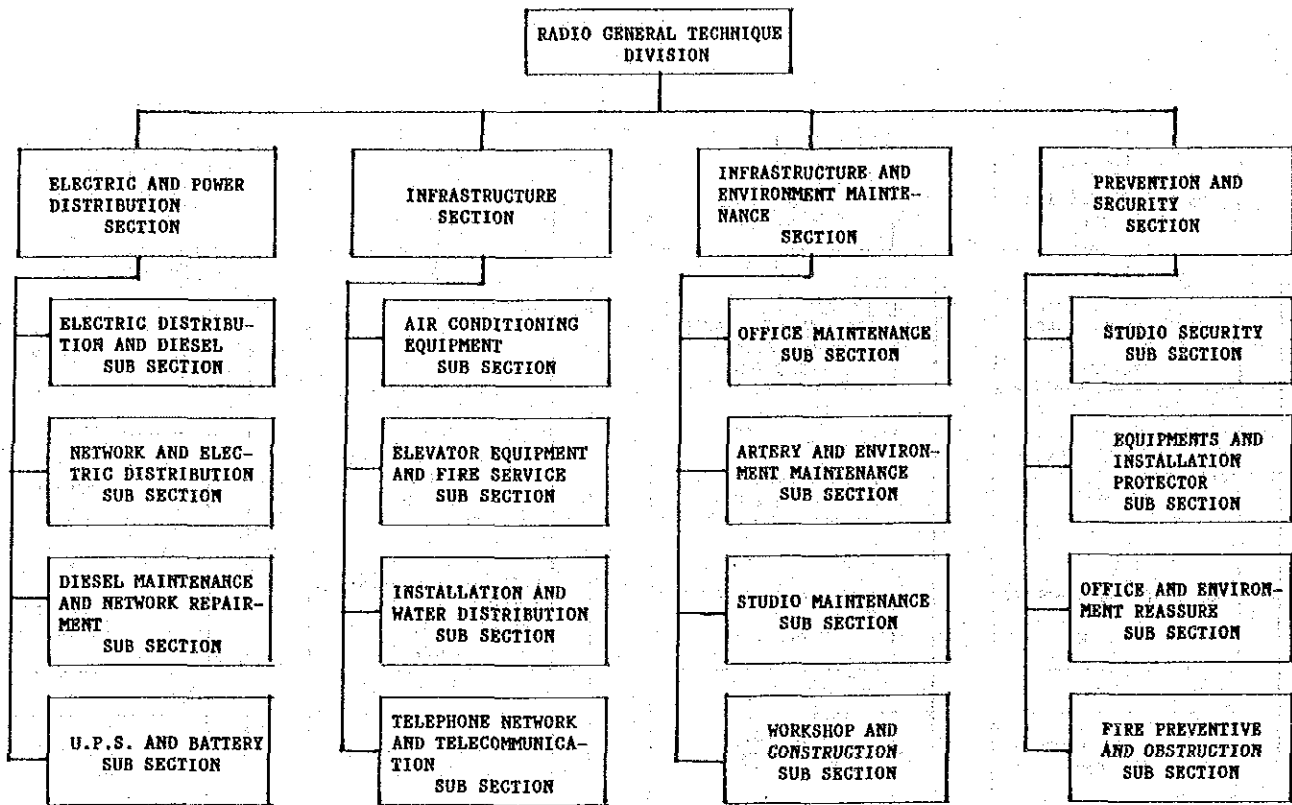 RADIO GENERAL TECHNIQUE
DIVISION
ELECTRIC AND POWER
DISTRIBUTION
SECTION
INFRASTRUCTURE
SECTION
INFRASTRUCTURE AND
ENVIRONMENT MAINTE-
NANCE
SECTION
PREVENTION AND
SECURITY
SECTION
ELECTRIC DISTRIBU-
TION AND DIESEL
SUB SECTION
AIR CONDITIONING
EQUIPMENT
SUB SECTION
OFFICE MAINTENANCE
SUB SECTION
STUDIO SECURITY
SUB SECTION
NETWORK AND ELEC-
TRIC DISTRIBUTION
SUB SECTION
ELEVATOR EQUIPMENT
AND FIRE SERVICE
SUB SECTION
ARTERY AND ENVIRON-
MENT MAINTENANCE
SUB SECTION
EQUIPMENTS AND
INSTALLATION
PROTECTOR
SUB SECTION
DIESEL MAINTENANCE
AND NETWORK REPAIR-
MENT
SUB SECTION
INSTALLATION AND
WATER DISTRIBUTION
SUB SECTION
STUDIO MAINTENANCE
SUB SECTION
OFFICE AND ENVIRON-
MENT REASSURE
SUB SECTION
U.P.S. AND BATTERY
SUB SECTION
TELEPHONE NETWORK
AND TELECOMMUNICA-
TION
SUB SECTION
WORKSHOP AND
CONSTRUCTION
SUB SECTION
FIRE PREVENTIVE
AND OBSTRUCTION
SUB SECTION